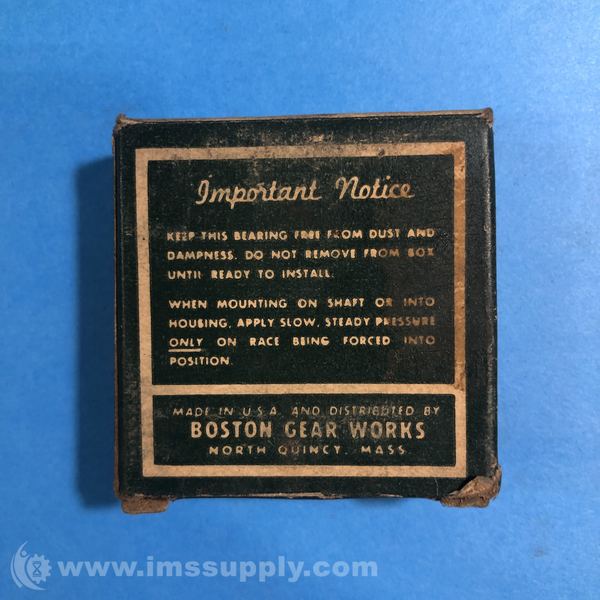 Important Notice
KEEP THIS BEARING FREE FROM DUST AND
DAMPNESS. DO NOT REMOVE FROM BOX
UNTIL READY TO INSTALL.
WHEN MOUNTING ON SHAFT OR INTO
HOUSING, APPLY SLOW, STEADY PRESSURE
ONLY ON RACE BEING FORCED INTO
POSITION.
MADE IN U.S.A. AND DISTRIBUTED BY
BOSTON GEAR WORKS
NORTH QUINCY, MASS.
www.imssupply.com